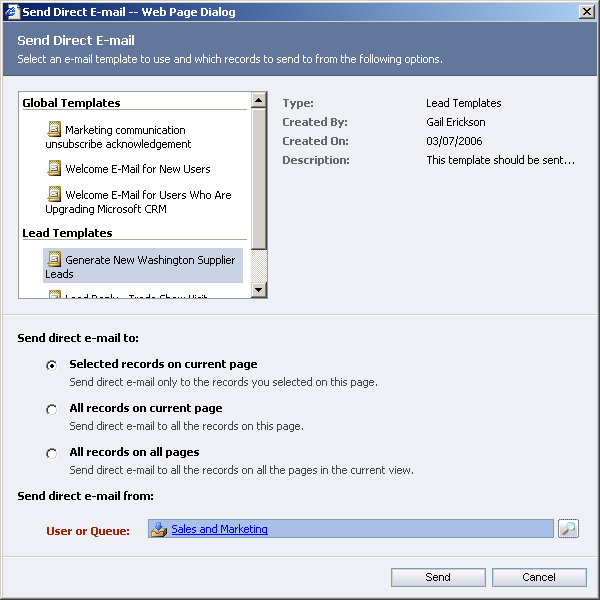 Send Direct E-mail -- Web Page Dialog
Send Direct E-mail
Select an e-mail template to use and which records to send to from the following options.
Global Templates
Marketing communication
unsubscribe acknowledgement
Welcome E-Mail for New Users
Welcome E-Mail for Users Who Are
Upgrading Microsoft CRM
Lead Templates
Generate New Washington Supplier
Leads
Lead Reply - Trade Show Visit
Type: Lead Templates
Created By: Gail Erickson
Created On: 03/07/2006
Description: This template should be sent...
Send direct e-mail to:
Selected records on current page
Send direct e-mail only to the records you selected on this page.
All records on current page
Send direct e-mail to all the records on this page.
All records on all pages
Send direct e-mail to all the records on all the pages in the current view.
Send direct e-mail from:
User or Queue: Sales and Marketing
Send Cancel